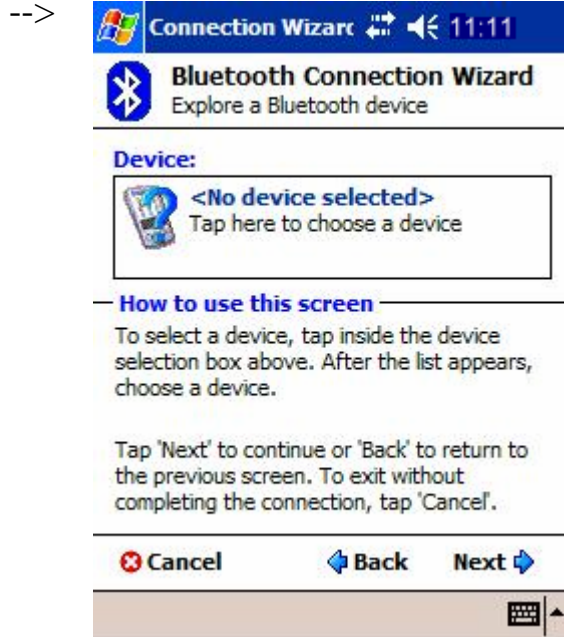 -->
Connection Wizarc 11:11
Bluetooth Connection Wizard
Explore a Bluetooth device
Device:
<No device selected>
Tap here to choose a device
How to use this screen
To select a device, tap inside the device
selection box above. After the list appears,
choose a device.
Tap 'Next' to continue or 'Back' to return to
the previous screen. To exit without
completing the connection, tap 'Cancel'.
Cancel Back Next